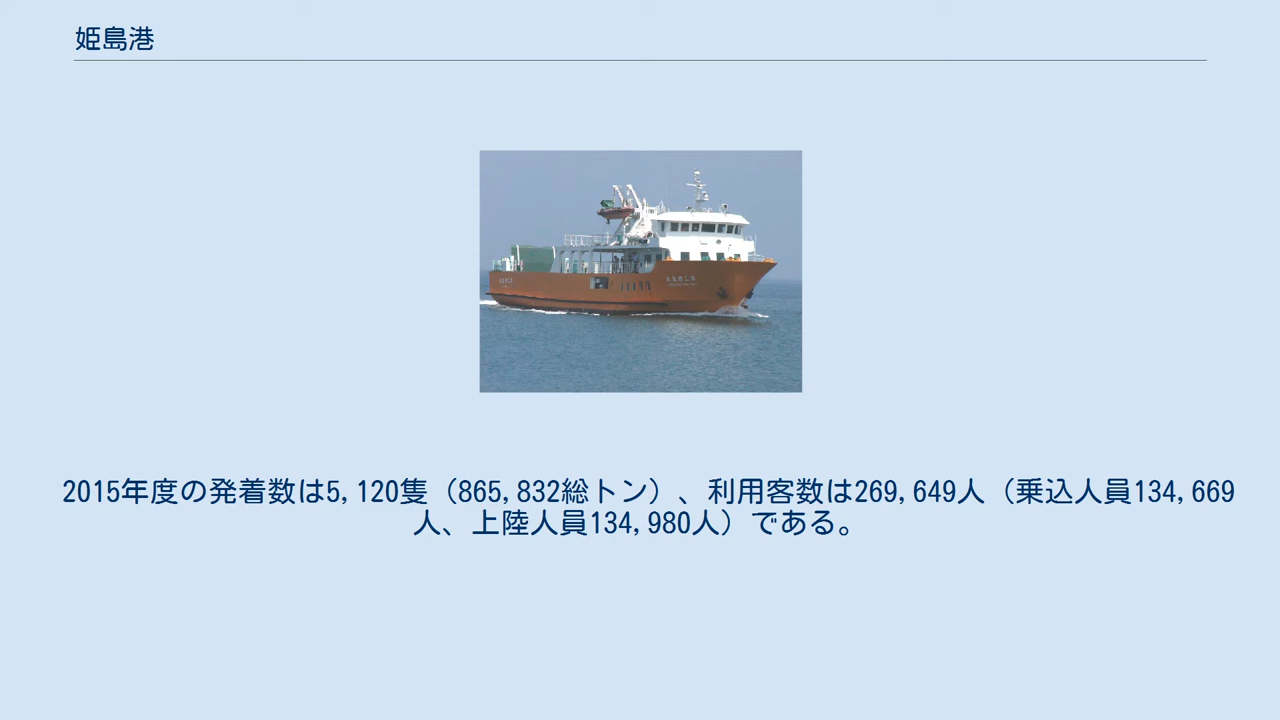 姫島港
2015年度の発着数は5,120隻（865,832総トン）、利用客数は269,649人（乗込人員134,669
人、上陸人員134,980人）である。